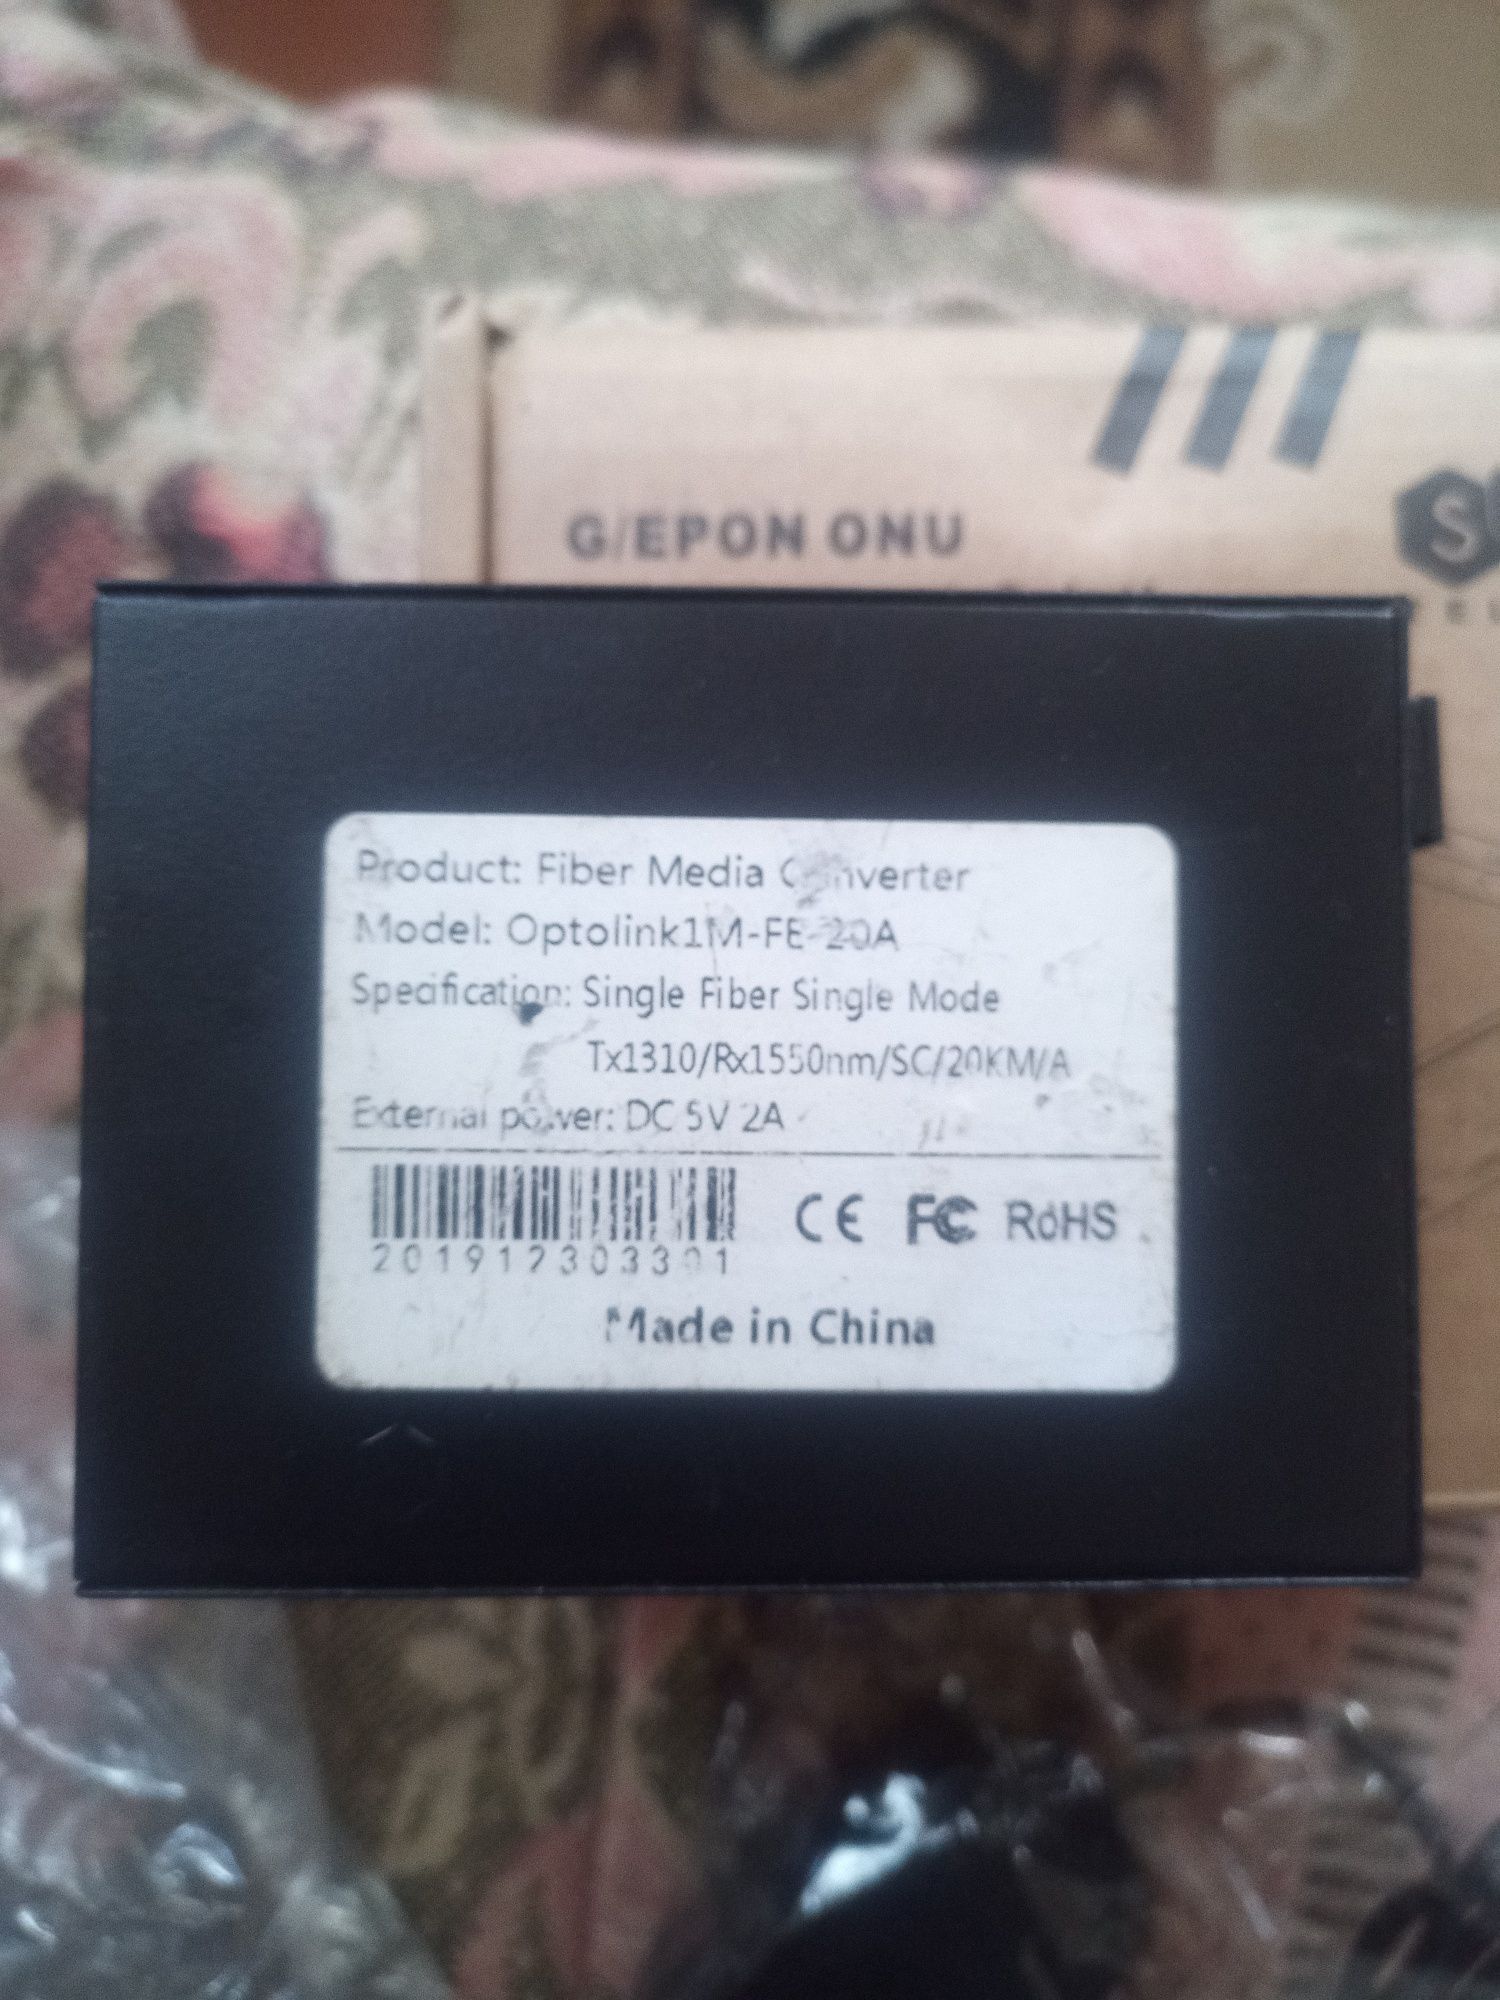 G/EPON ONU
S
Product: Fiber Media Converter
Model: Optolink1M-FE-20A
Specification: Single Fiber Single Mode
Tx1310/Rx1550nm/SC/20KM/A
External power: DC 5V 2A
201912303301
CE FC RoHS
Made in China